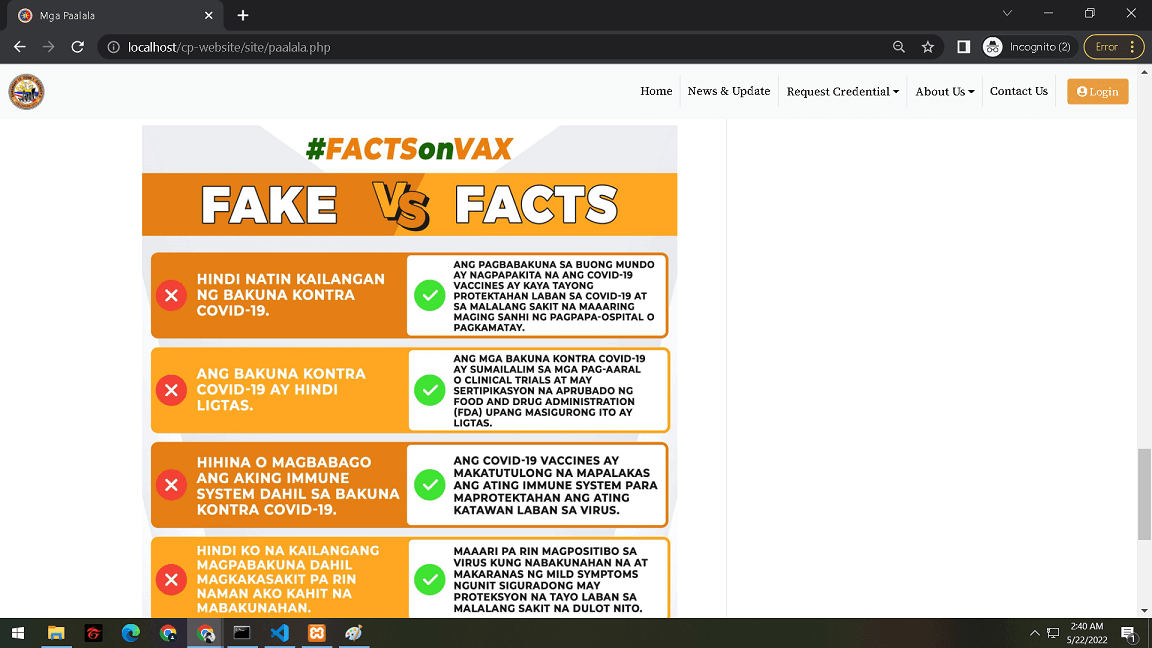 Mga Paalala
localhost/cp-website/site/paalala.php
Incognito (2)
Error
Home
News & Update
Request Credential
About Us
Contact Us
Login
#FACTSonVAX
FAKE VS FACTS
HINDI NATIN KAILANGAN
NG BAKUNA KONTRA
COVID-19.
ANG PAGBABAKUNA SA BUONG MUNDO
AY NAGPAPAKITA NA ANG COVID-19
VACCINES AY KAYA TAYONG
PROTEKTAHAN LABAN SA COVID-19 AT
SA MALALANG SAKIT NA MAAARING
MAGING SANHI NG PAGPAPA-OSPITAL O
PAGKAMATAY.
ANG BAKUNA KONTRA
COVID-19 AY HINDI
LIGTAS.
ANG MGA BAKUNA KONTRA COVID-19
AY SUMAILALIM SA MGA PAG-AARAL
O CLINICAL TRIALS AT MAY
SERTIPIKASYON NA APRUBADO NG
FOOD AND DRUG ADMINISTRATION
(FDA) UPANG MASIGURONG ITO AY
LIGTAS.
HIHINA O MAGBABAGO
ANG AKING IMMUNE
SYSTEM DAHIL SA BAKUNA
KONTRA COVID-19.
ANG COVID-19 VACCINES AY
MAKATUTULONG NA MAPALAKAS
ANG ATING IMMUNE SYSTEM PARA
MAPROTEKTAHAN ANG ATING
KATAWAN LABAN SA VIRUS.
HINDI KO NA KAILANGANG
MAGPABAKUNA DAHIL
MAGKAKASAKIT PA RIN
NAMAN AKO KAHIT NA
MABAKUNAHAN.
MAAARI PA RIN MAGPOSITIBO SA
VIRUS KUNG NABAKUNAHAN NA AT
MAKARANAS NG MILD SYMPTOMS
NGUNIT SIGURADONG MAY
PROTEKSYON NA TAYO LABAN SA
MALALANG SAKIT NA DULOT NITO.
2:40 AM
5/22/2022
1